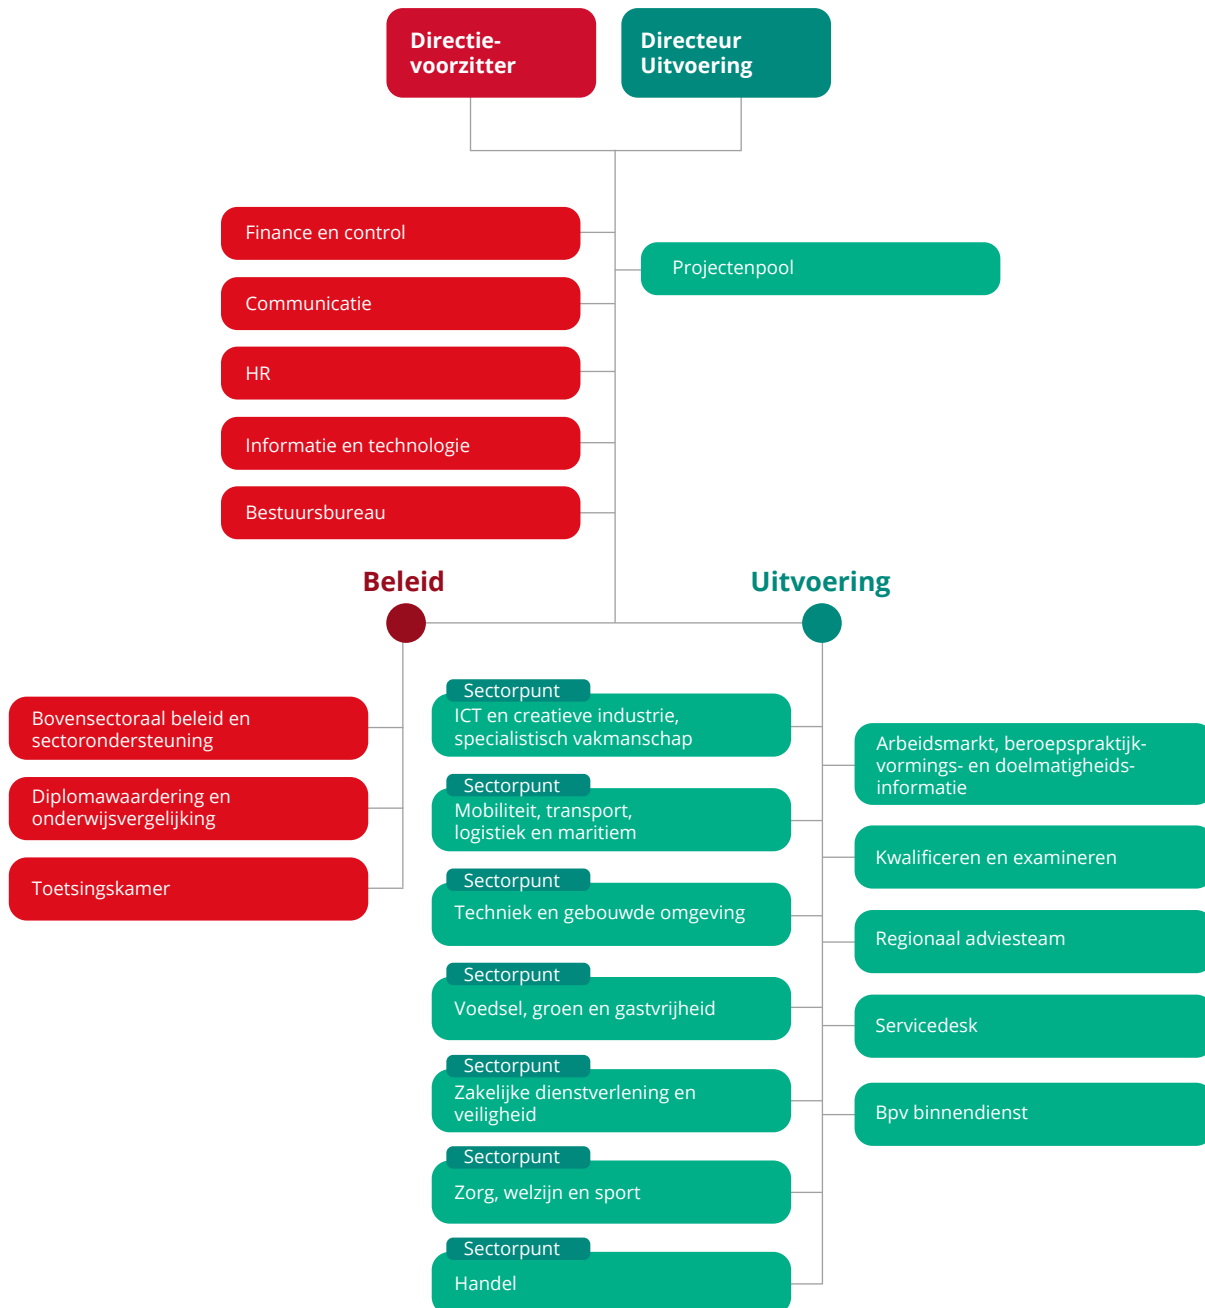 Directie-
voorzitter
Directeur
Uitvoering
Finance en control
Projectenpool
Communicatie
HR
Informatie en technologie
Bestuursbureau
Beleid
Uitvoering
Bovensectoraal beleid en
sectorondersteuning
Diplomawaardering en
onderwijsvergelijking
Toetsingskamer
Sectorpunt
ICT en creatieve industrie,
specialistisch vakmanschap
Sectorpunt
Mobiliteit, transport,
logistiek en maritiem
Sectorpunt
Techniek en gebouwde omgeving
Sectorpunt
Voedsel, groen en gastvrijheid
Sectorpunt
Zakelijke dienstverlening en
veiligheid
Sectorpunt
Zorg, welzijn en sport
Sectorpunt
Handel
Arbeidsmarkt, beroepspraktijk-
vormings- en doelmatigheids-
informatie
Kwalificeren en examineren
Regionaal adviesteam
Servicedesk
Bpv binnendienst